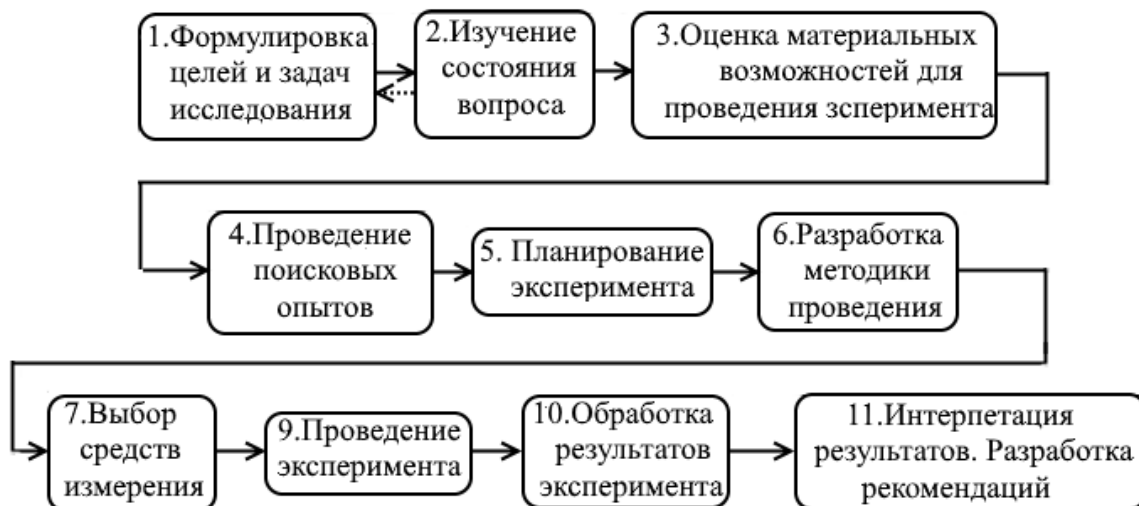 1.Формулировка
целей и задач
исследования
2.Изучение
состояния
вопроса
3.Оценка материальных
возможностей для
проведения зсперимента
4.Проведение
поисковых
опытов
5. Планирование
эксперимента
6.Разработка
методики
проведения
7.Выбор
средств
измерения
9.Проведение
эксперимента
10.Обработка
результатов
эксперимента
11.Интерпетация
результатов. Разработка
рекомендаций